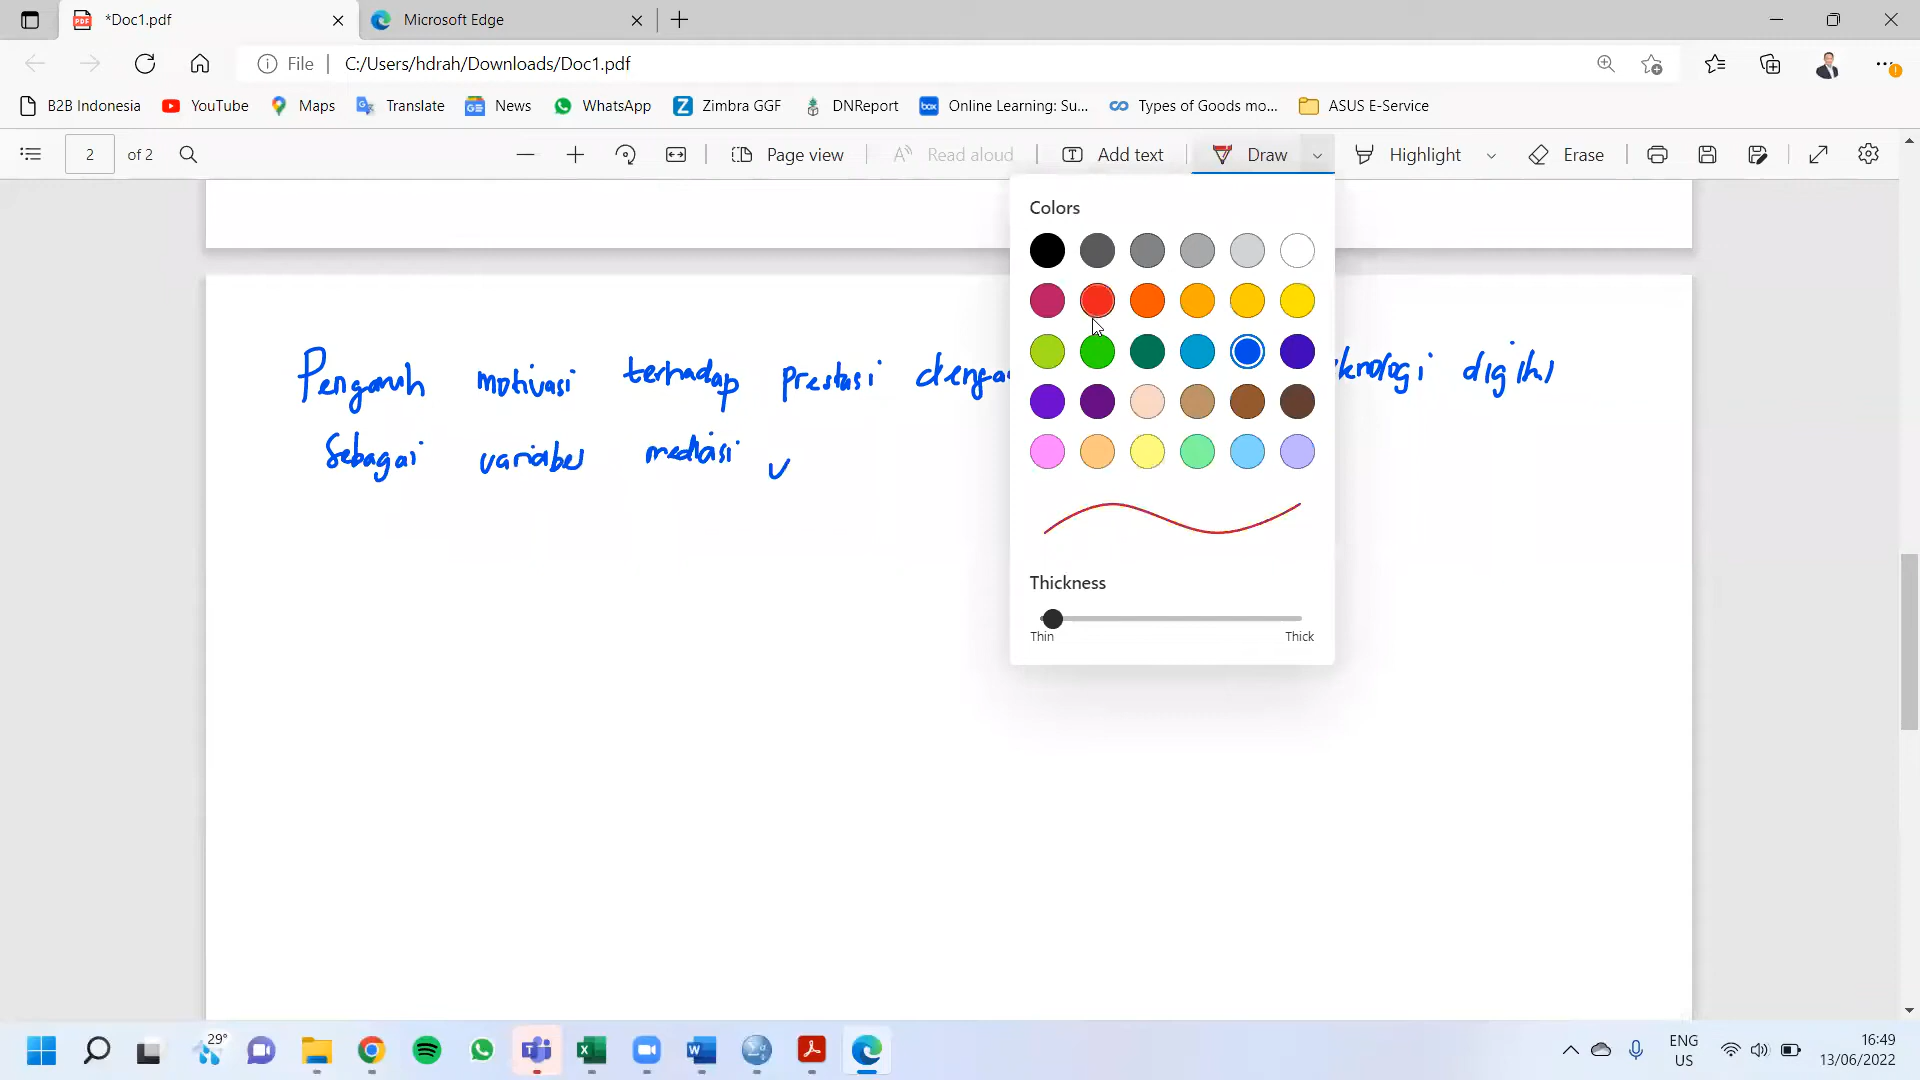 *Doc1.pdf
Microsoft Edge
File
C:/Users/hdrah/Downloads/Doc1.pdf
B2B Indonesia
YouTube
Maps
Translate
News
WhatsApp
Zimbra GGF
DNReport
Online Learning: Su...
Types of Goods mo...
ASUS E-Service
2 of 2
Page view
Read aloud
Add text
Draw
Highlight
Erase
Colors
Thickness
Thin
Thick
Pengaruh motivasi terhadap prestasi
digital
Sebagai variabel mediasi
29°
ENG
US
16:49
13/06/2022